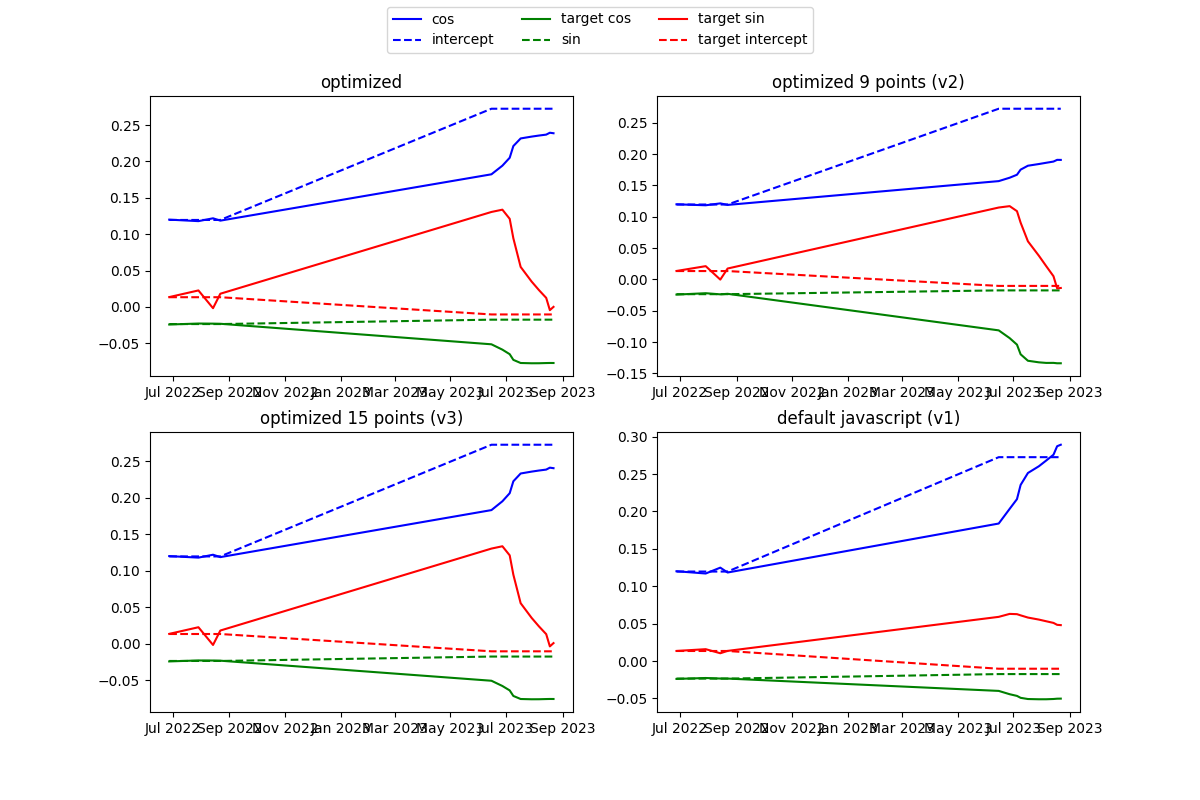 cos target cos target sin
intercept sin target intercept
optimized optimized 9 points (v2)
0.25 0.20 0.15 0.10 0.05 0.00 −0.05
0.25 0.20 0.15 0.10 0.05 0.00 −0.05 −0.10 −0.15
Jul 2022 Sep 2022 Nov 2022 Jan 2023 Mar 2023 May 2023 Jul 2023 Sep 2023
Jul 2022 Sep 2022 Nov 2022 Jan 2023 Mar 2023 May 2023 Jul 2023 Sep 2023
optimized 15 points (v3) default javascript (v1)
0.25 0.20 0.15 0.10 0.05 0.00 −0.05
0.30 0.25 0.20 0.15 0.10 0.05 0.00 −0.05
Jul 2022 Sep 2022 Nov 2022 Jan 2023 Mar 2023 May 2023 Jul 2023 Sep 2023
Jul 2022 Sep 2022 Nov 2022 Jan 2023 Mar 2023 May 2023 Jul 2023 Sep 2023